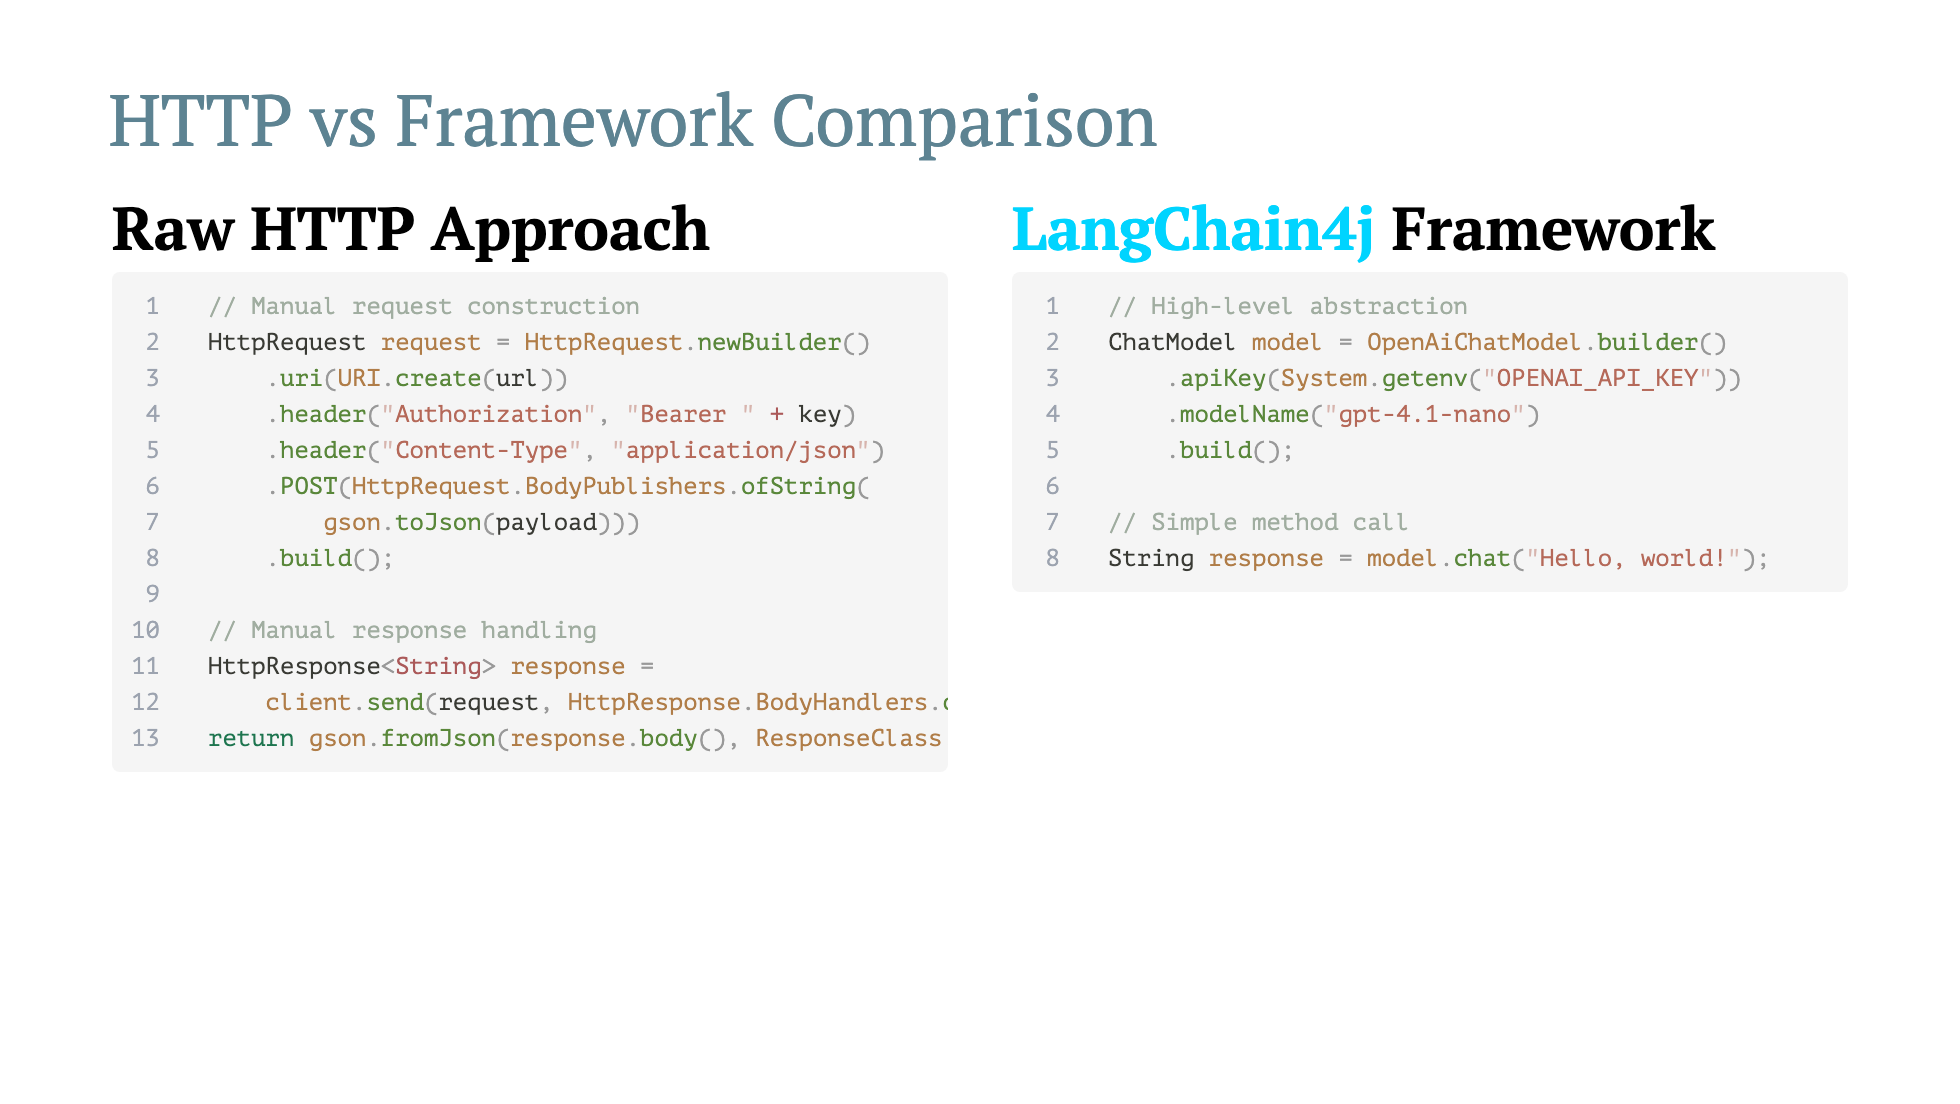 HTTP vs Framework Comparison
Raw HTTP Approach
1 // Manual request construction
2 HttpRequest request = HttpRequest.newBuilder()
3     .uri(URI.create(url))
4     .header("Authorization", "Bearer " + key)
5     .header("Content-Type", "application/json")
6     .POST(HttpRequest.BodyPublishers.ofString(
7         gson.toJson(payload)))
8     .build();
9
10 // Manual response handling
11 HttpResponse<String> response =
12     client.send(request, HttpResponse.BodyHandlers.
13 return gson.fromJson(response.body(), ResponseClass
LangChain4j Framework
1 // High-level abstraction
2 ChatModel model = OpenAiChatModel.builder()
3     .apiKey(System.getenv("OPENAI_API_KEY"))
4     .modelName("gpt-4.1-nano")
5     .build();
6
7 // Simple method call
8 String response = model.chat("Hello, world!");